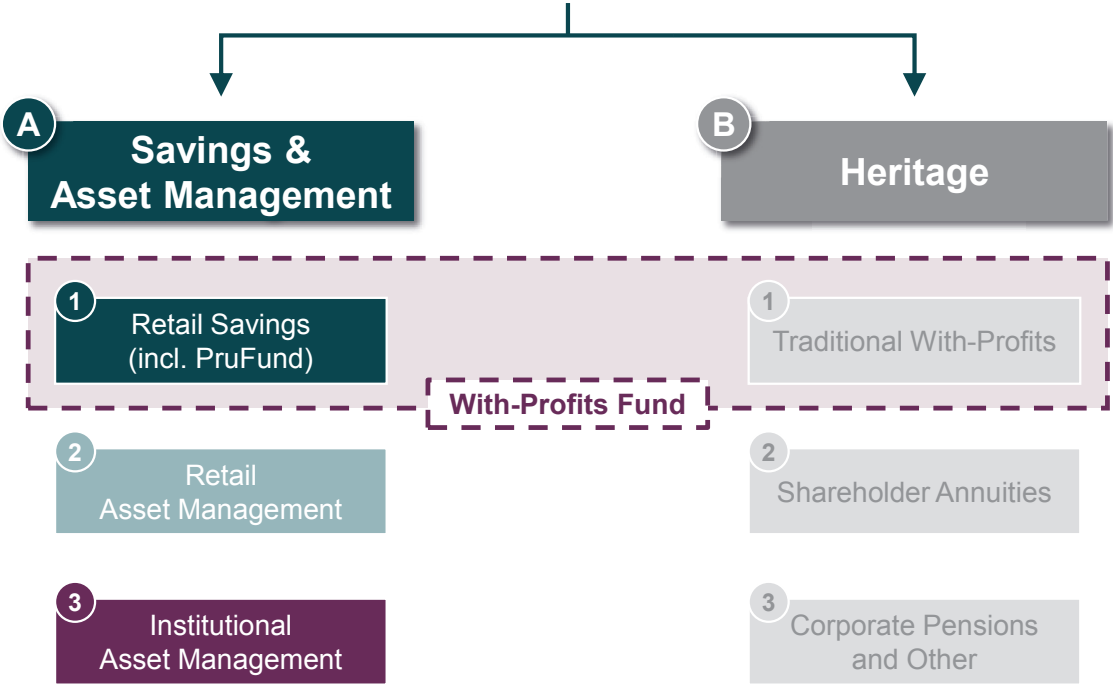 A
Savings &
Asset Management
B
Heritage
1
Retail Savings
(incl. PruFund)
1
Traditional With-Profits
With-Profits Fund
2
Retail
Asset Management
2
Shareholder Annuities
3
Institutional
Asset Management
3
Corporate Pensions
and Other